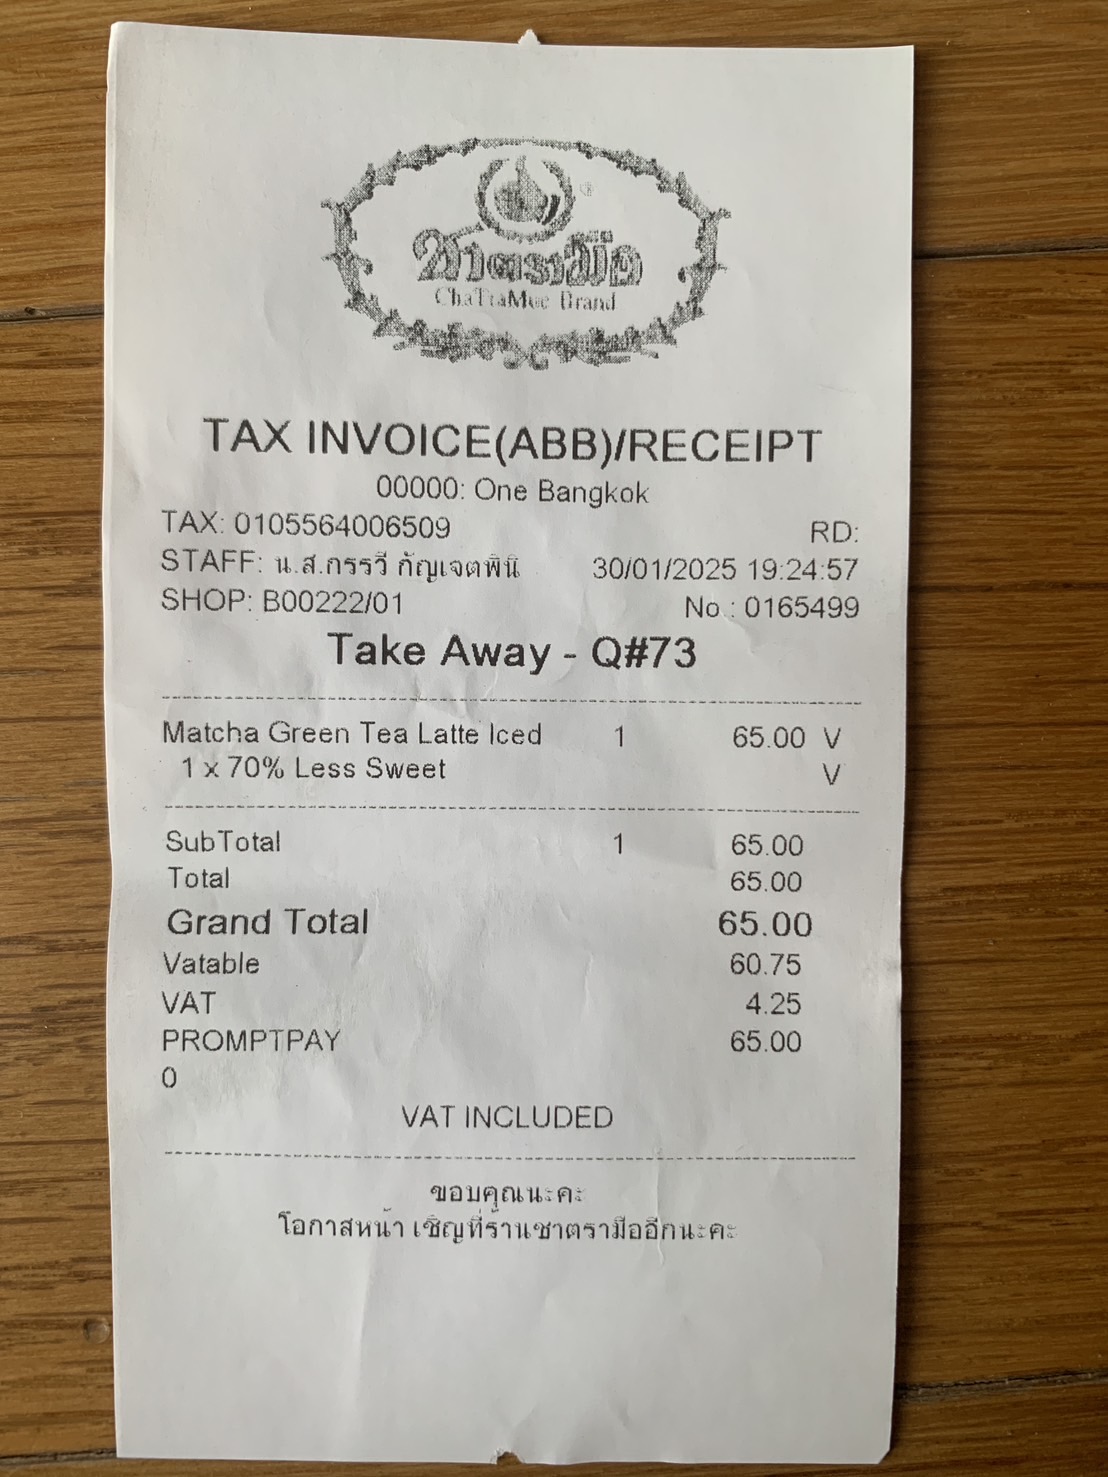 ชาตรามือ
ChaTraMue Brand
TAX INVOICE(ABB)/RECEIPT
00000: One Bangkok
TAX: 0105564006509 RD:
STAFF: น.ส.กรรวี กัญเจตพินิ 30/01/2025 19:24:57
SHOP: B00222/01 No.: 0165499
Take Away - Q#73
Matcha Green Tea Latte Iced 1 65.00 V
1 x 70% Less Sweet V
SubTotal 1 65.00
Total 65.00
Grand Total 65.00
Vatable 60.75
VAT 4.25
PROMPTPAY 65.00
0
VAT INCLUDED
ขอบคุณนะคะ
โอกาสหน้า เชิญที่ร้านชาตรามืออีกนะคะ